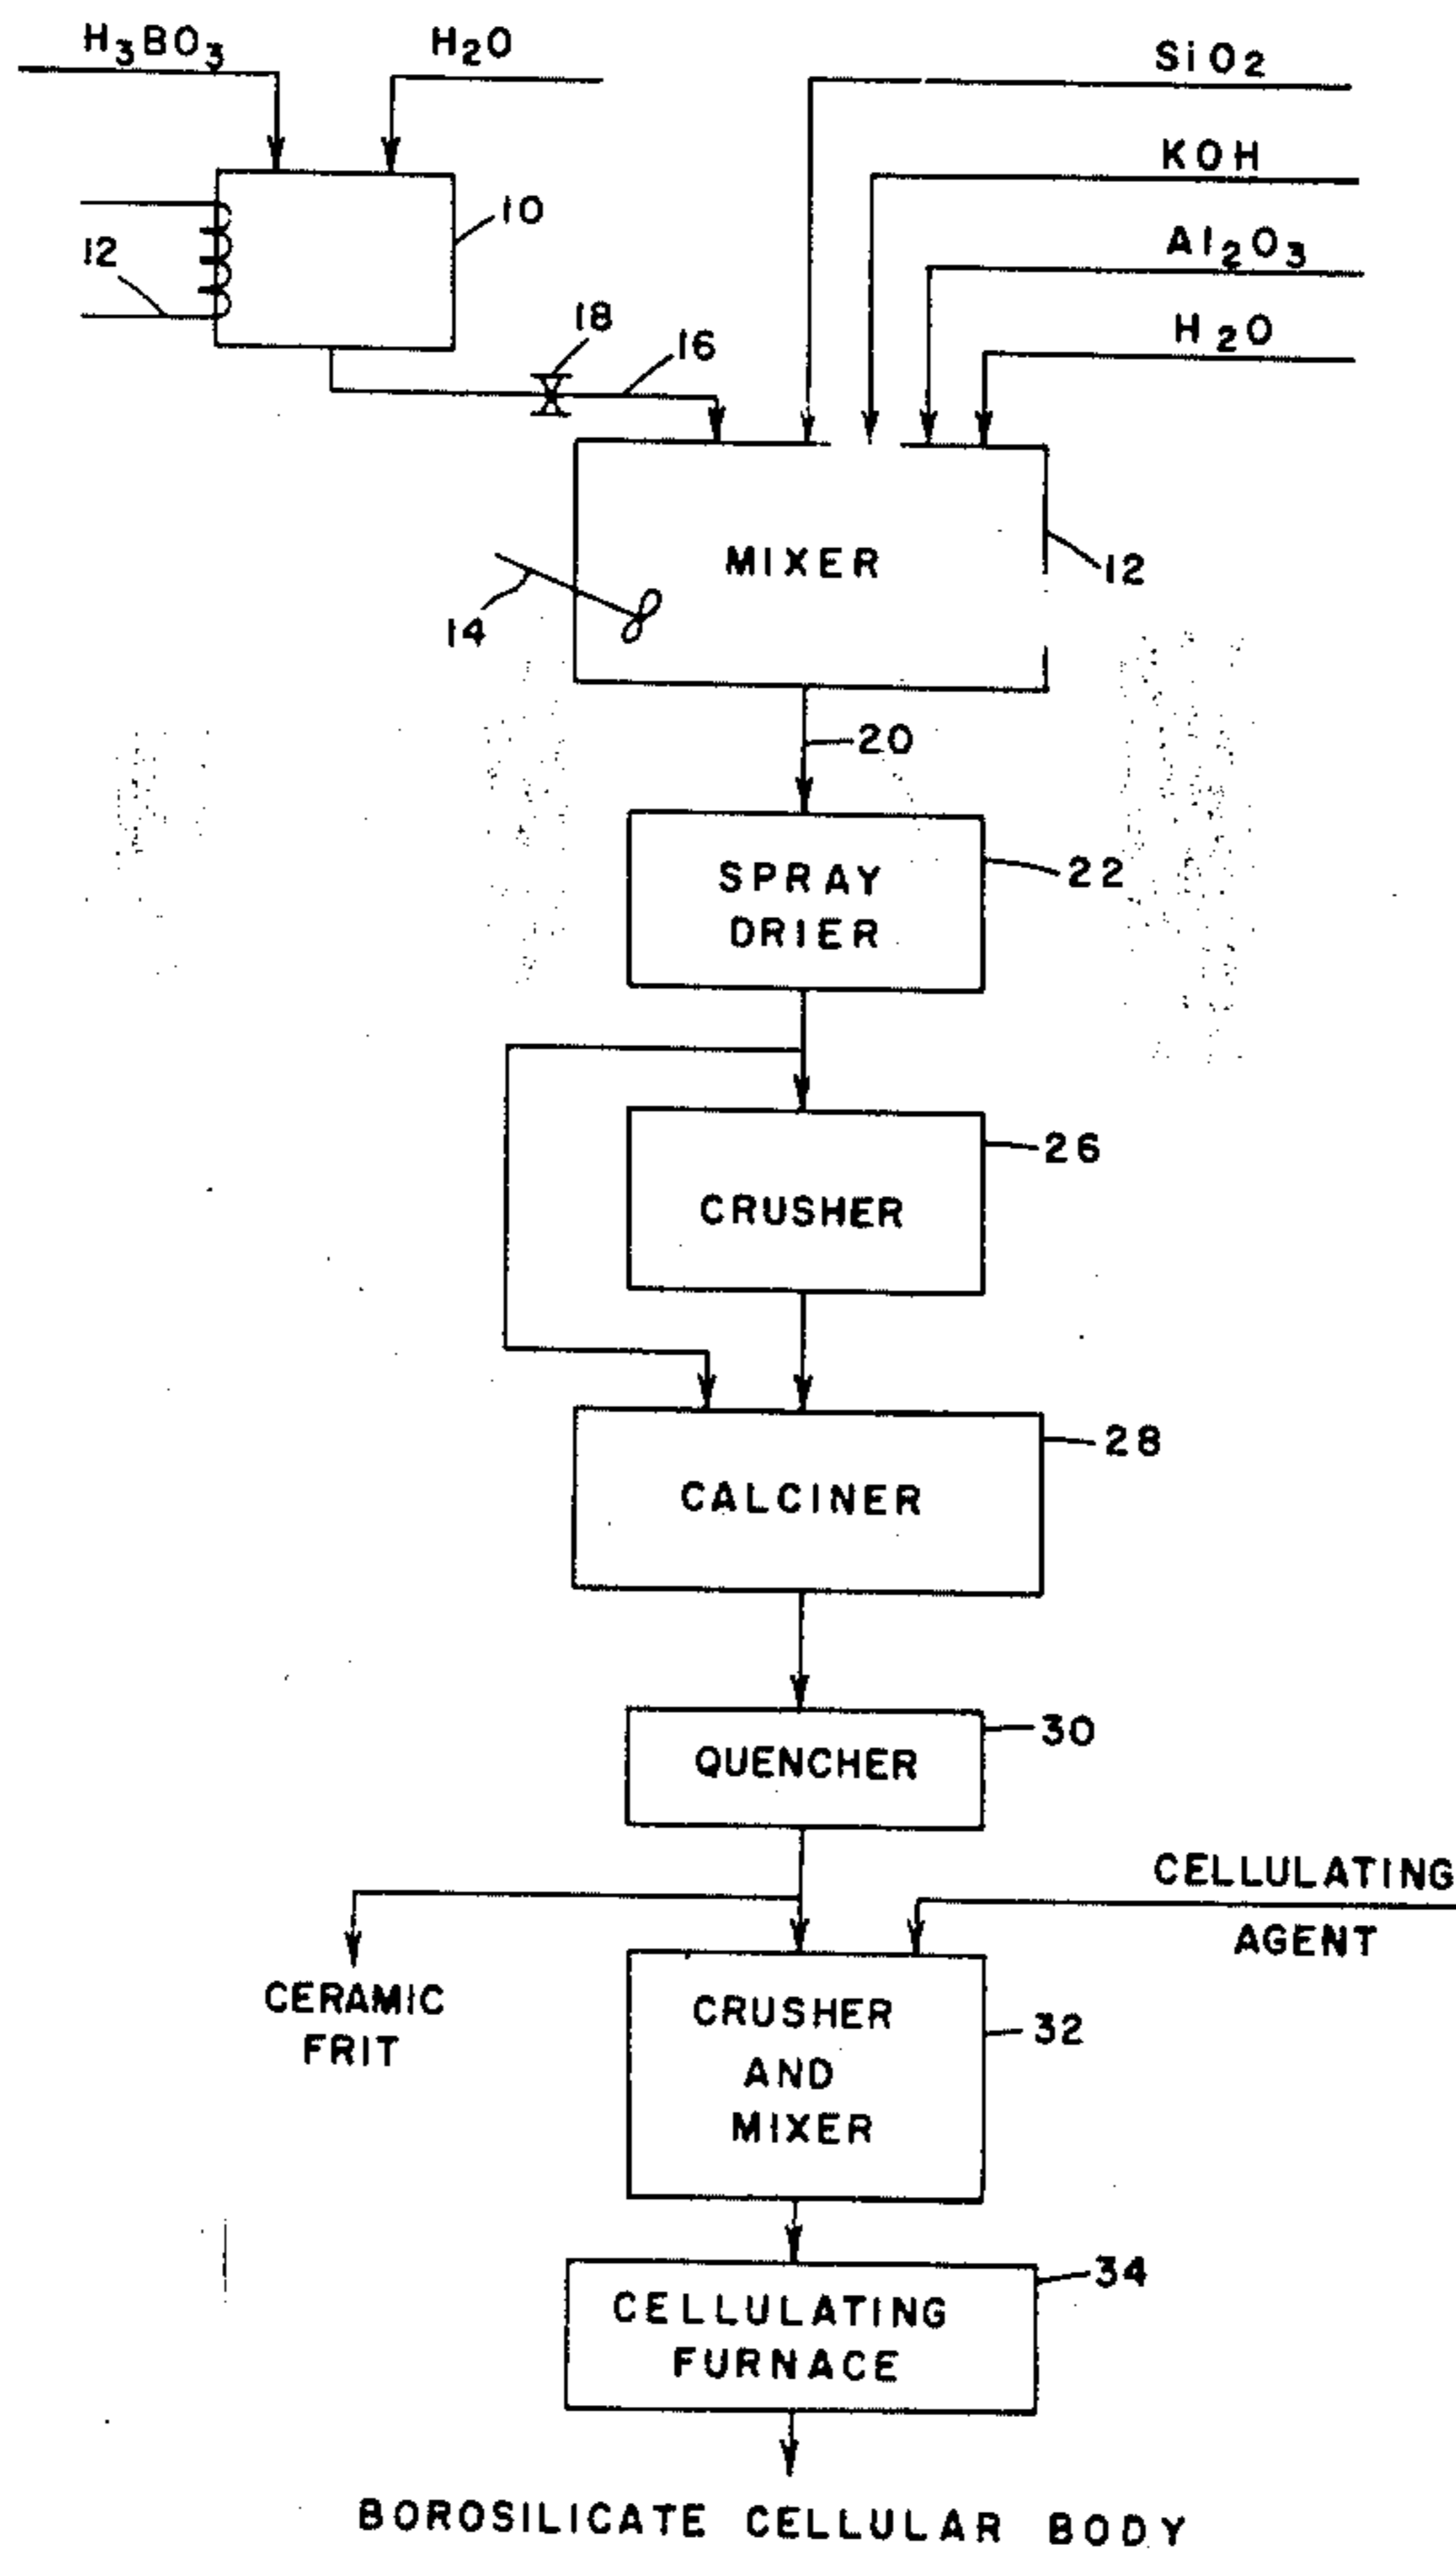 H₃BO₃
H₂O
SiO₂
KOH
Al₂O₃
H₂O
10
12
18
16
MIXER
12
14
20
SPRAY
DRIER
22
CRUSHER
26
CALCINER
28
QUENCHER
30
CERAMIC
FRIT
CELLULATING
AGENT
CRUSHER
AND
MIXER
32
CELLULATING
FURNACE
34
BOROSILICATE CELLULAR BODY